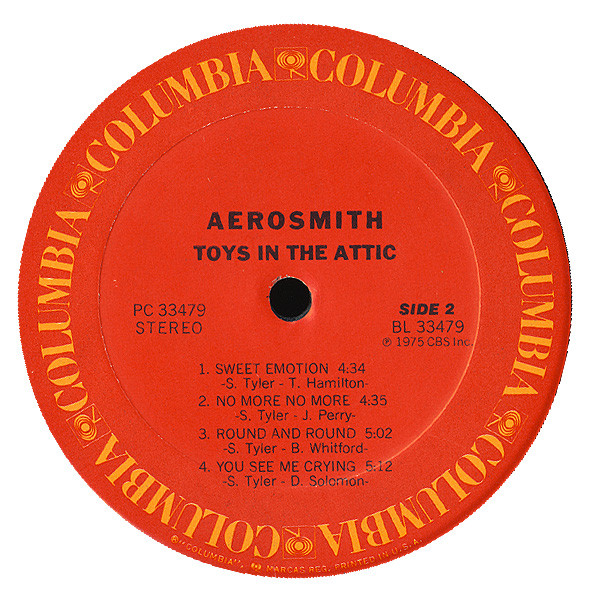 COLUMBIA COLUMBIA COLUMBIA COLUMBIA COLUMBIA COLUMBIA COLUMBIA COLUMBIA
AEROSMITH
TOYS IN THE ATTIC
PC 33479
STEREO
SIDE 2
BL 33479
℗ 1975 CBS Inc.
1. SWEET EMOTION 4:34
-S. Tyler - T. Hamilton-
2. NO MORE NO MORE 4:35
-S. Tyler - J. Perry-
3. ROUND AND ROUND 5:02
-S. Tyler - B. Whitford-
4. YOU SEE ME CRYING 5:12
-S. Tyler - D. Solomon-
®"COLUMBIA", MARCAS REG. PRINTED IN U.S.A.